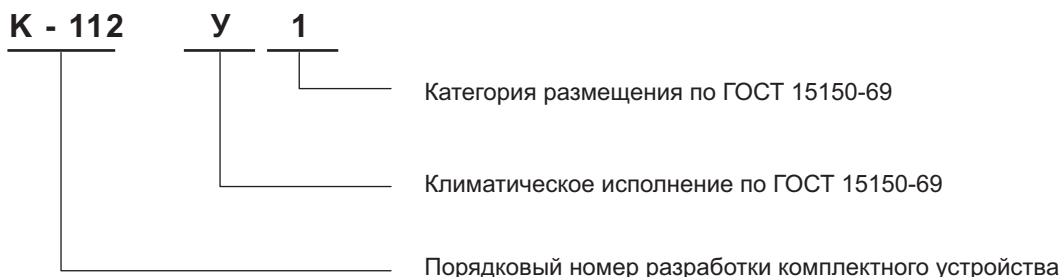 К - 112 У 1
Категория размещения по ГОСТ 15150-69
Климатическое исполнение по ГОСТ 15150-69
Порядковый номер разработки комплектного устройства